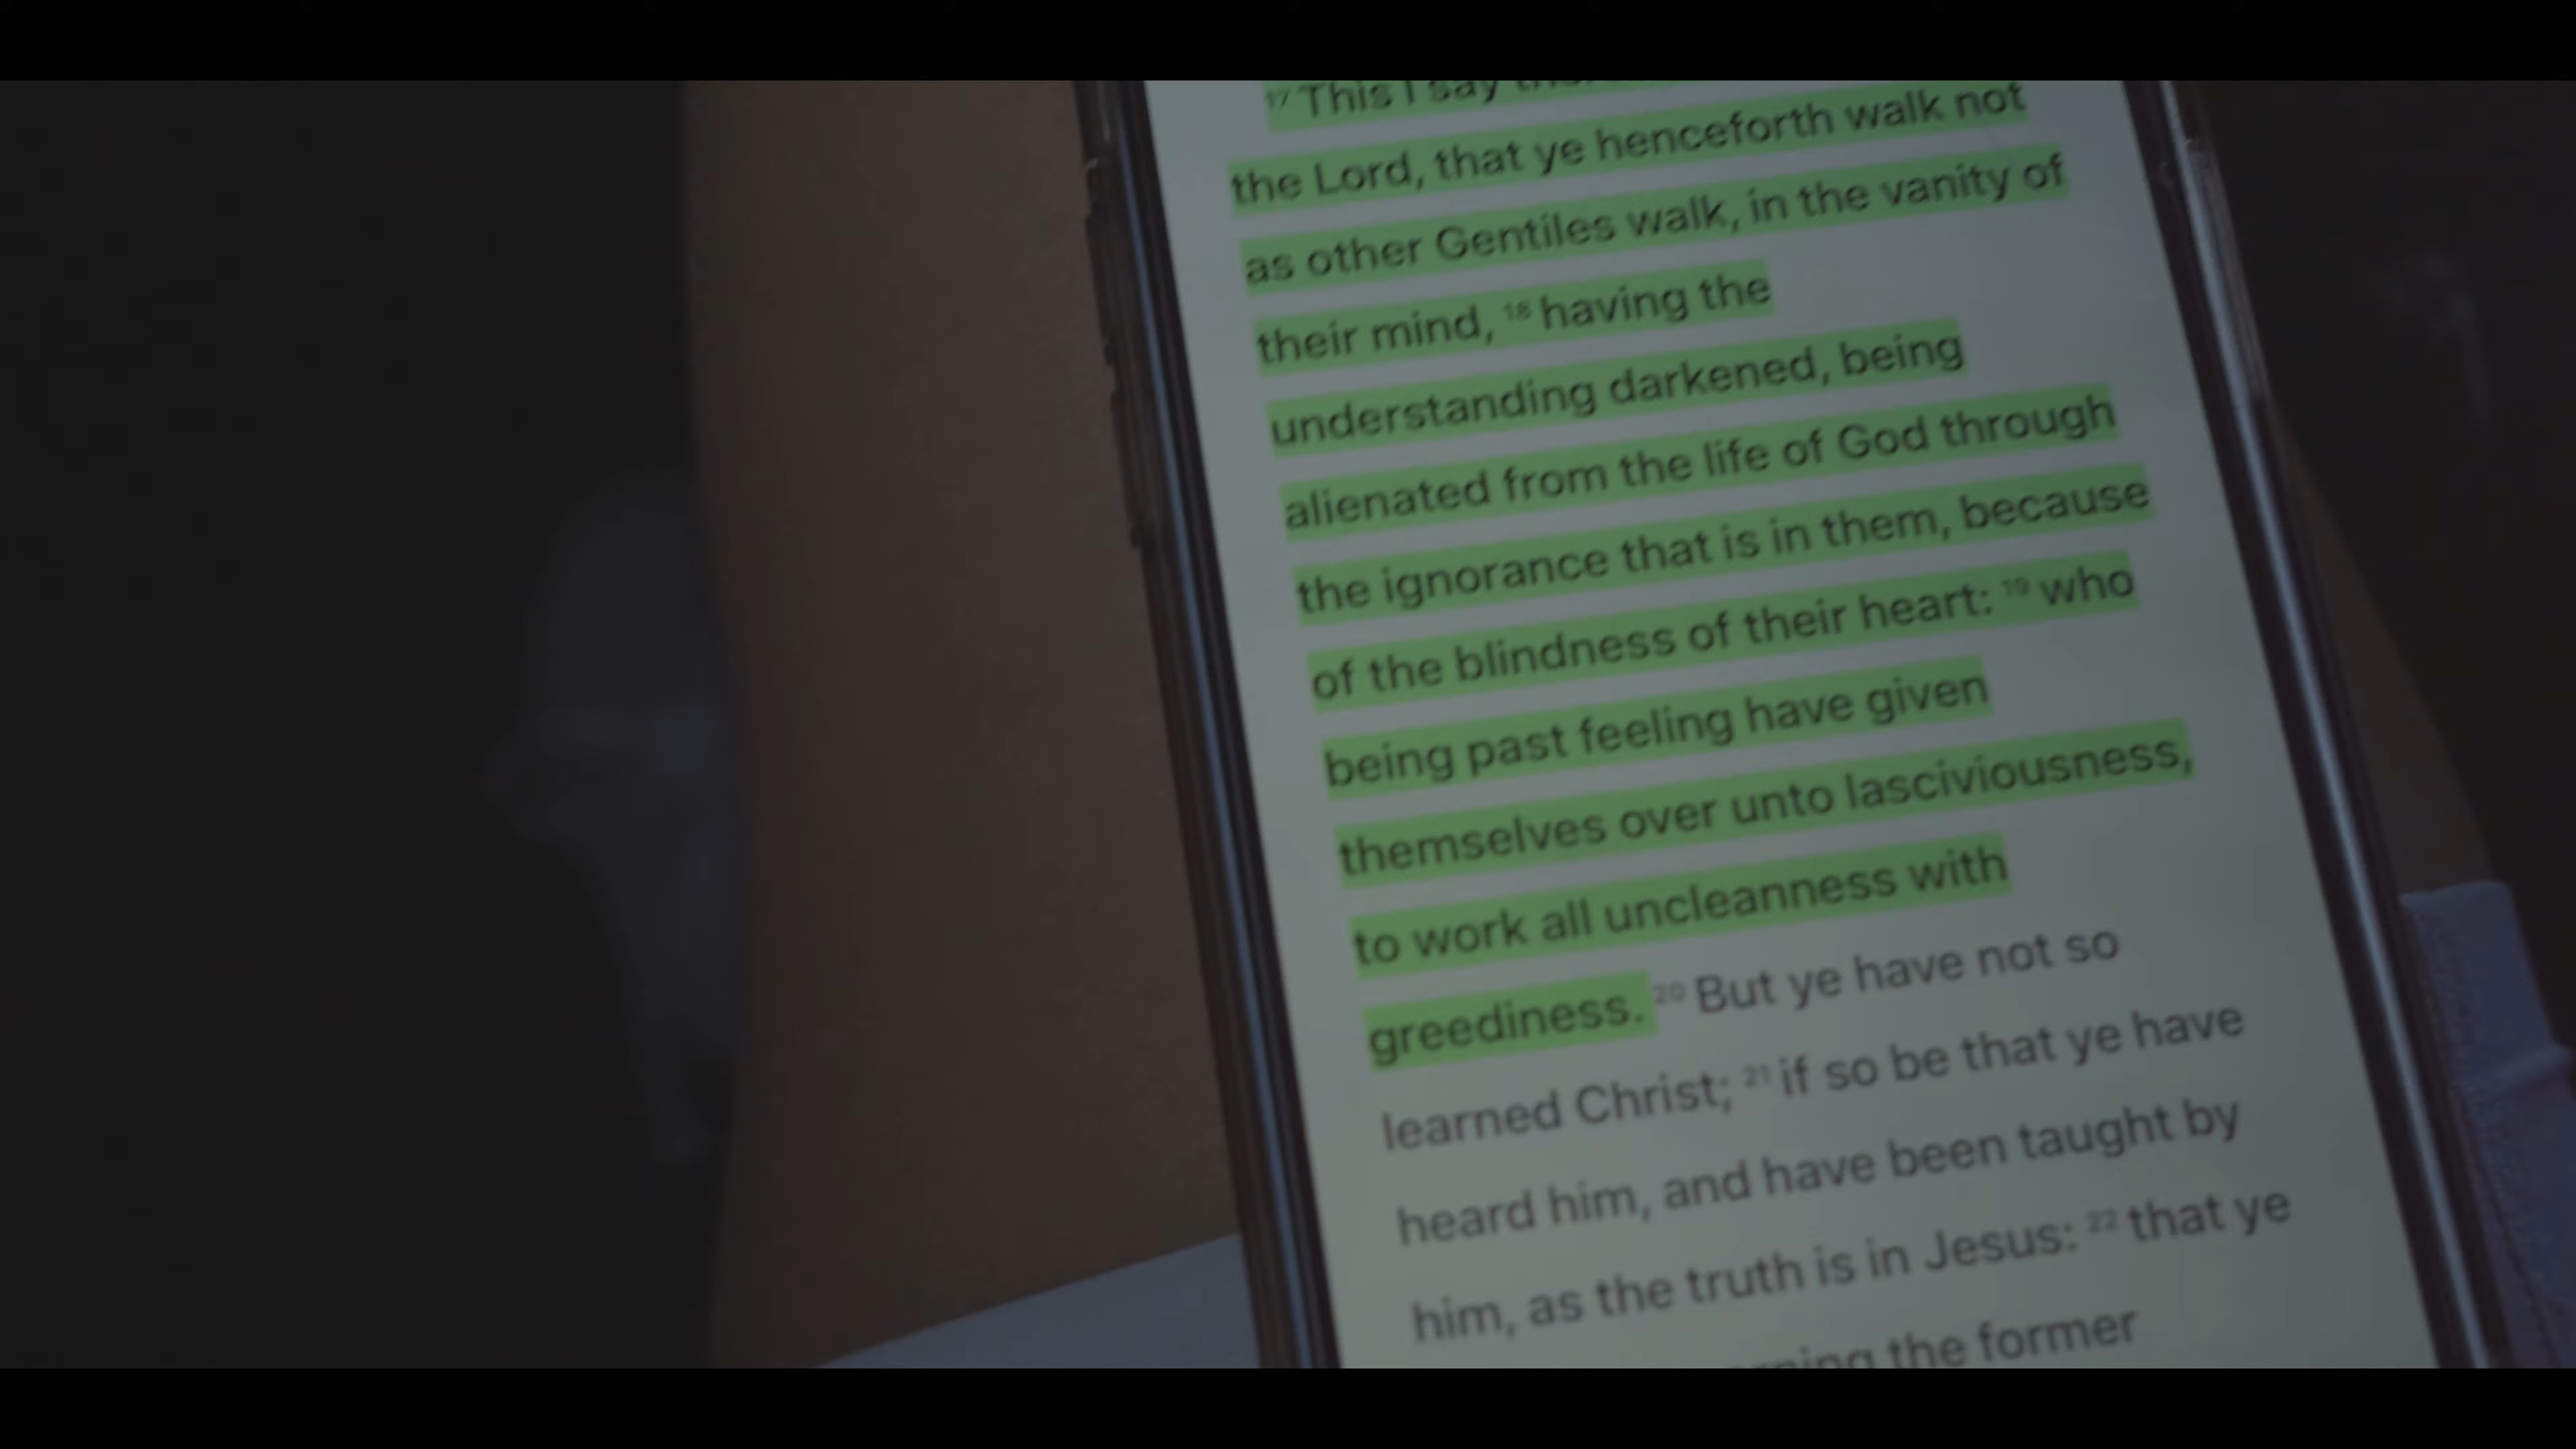 17 This I say
the Lord, that ye henceforth walk not
as other Gentiles walk, in the vanity of
their mind, 18 having the
understanding darkened, being
alienated from the life of God through
the ignorance that is in them, because
of the blindness of their heart: 19 who
being past feeling have given
themselves over unto lasciviousness,
to work all uncleanness with
greediness. 20 But ye have not so
learned Christ; 21 if so be that ye have
heard him, and have been taught by
him, as the truth is in Jesus: 22 that ye
the former